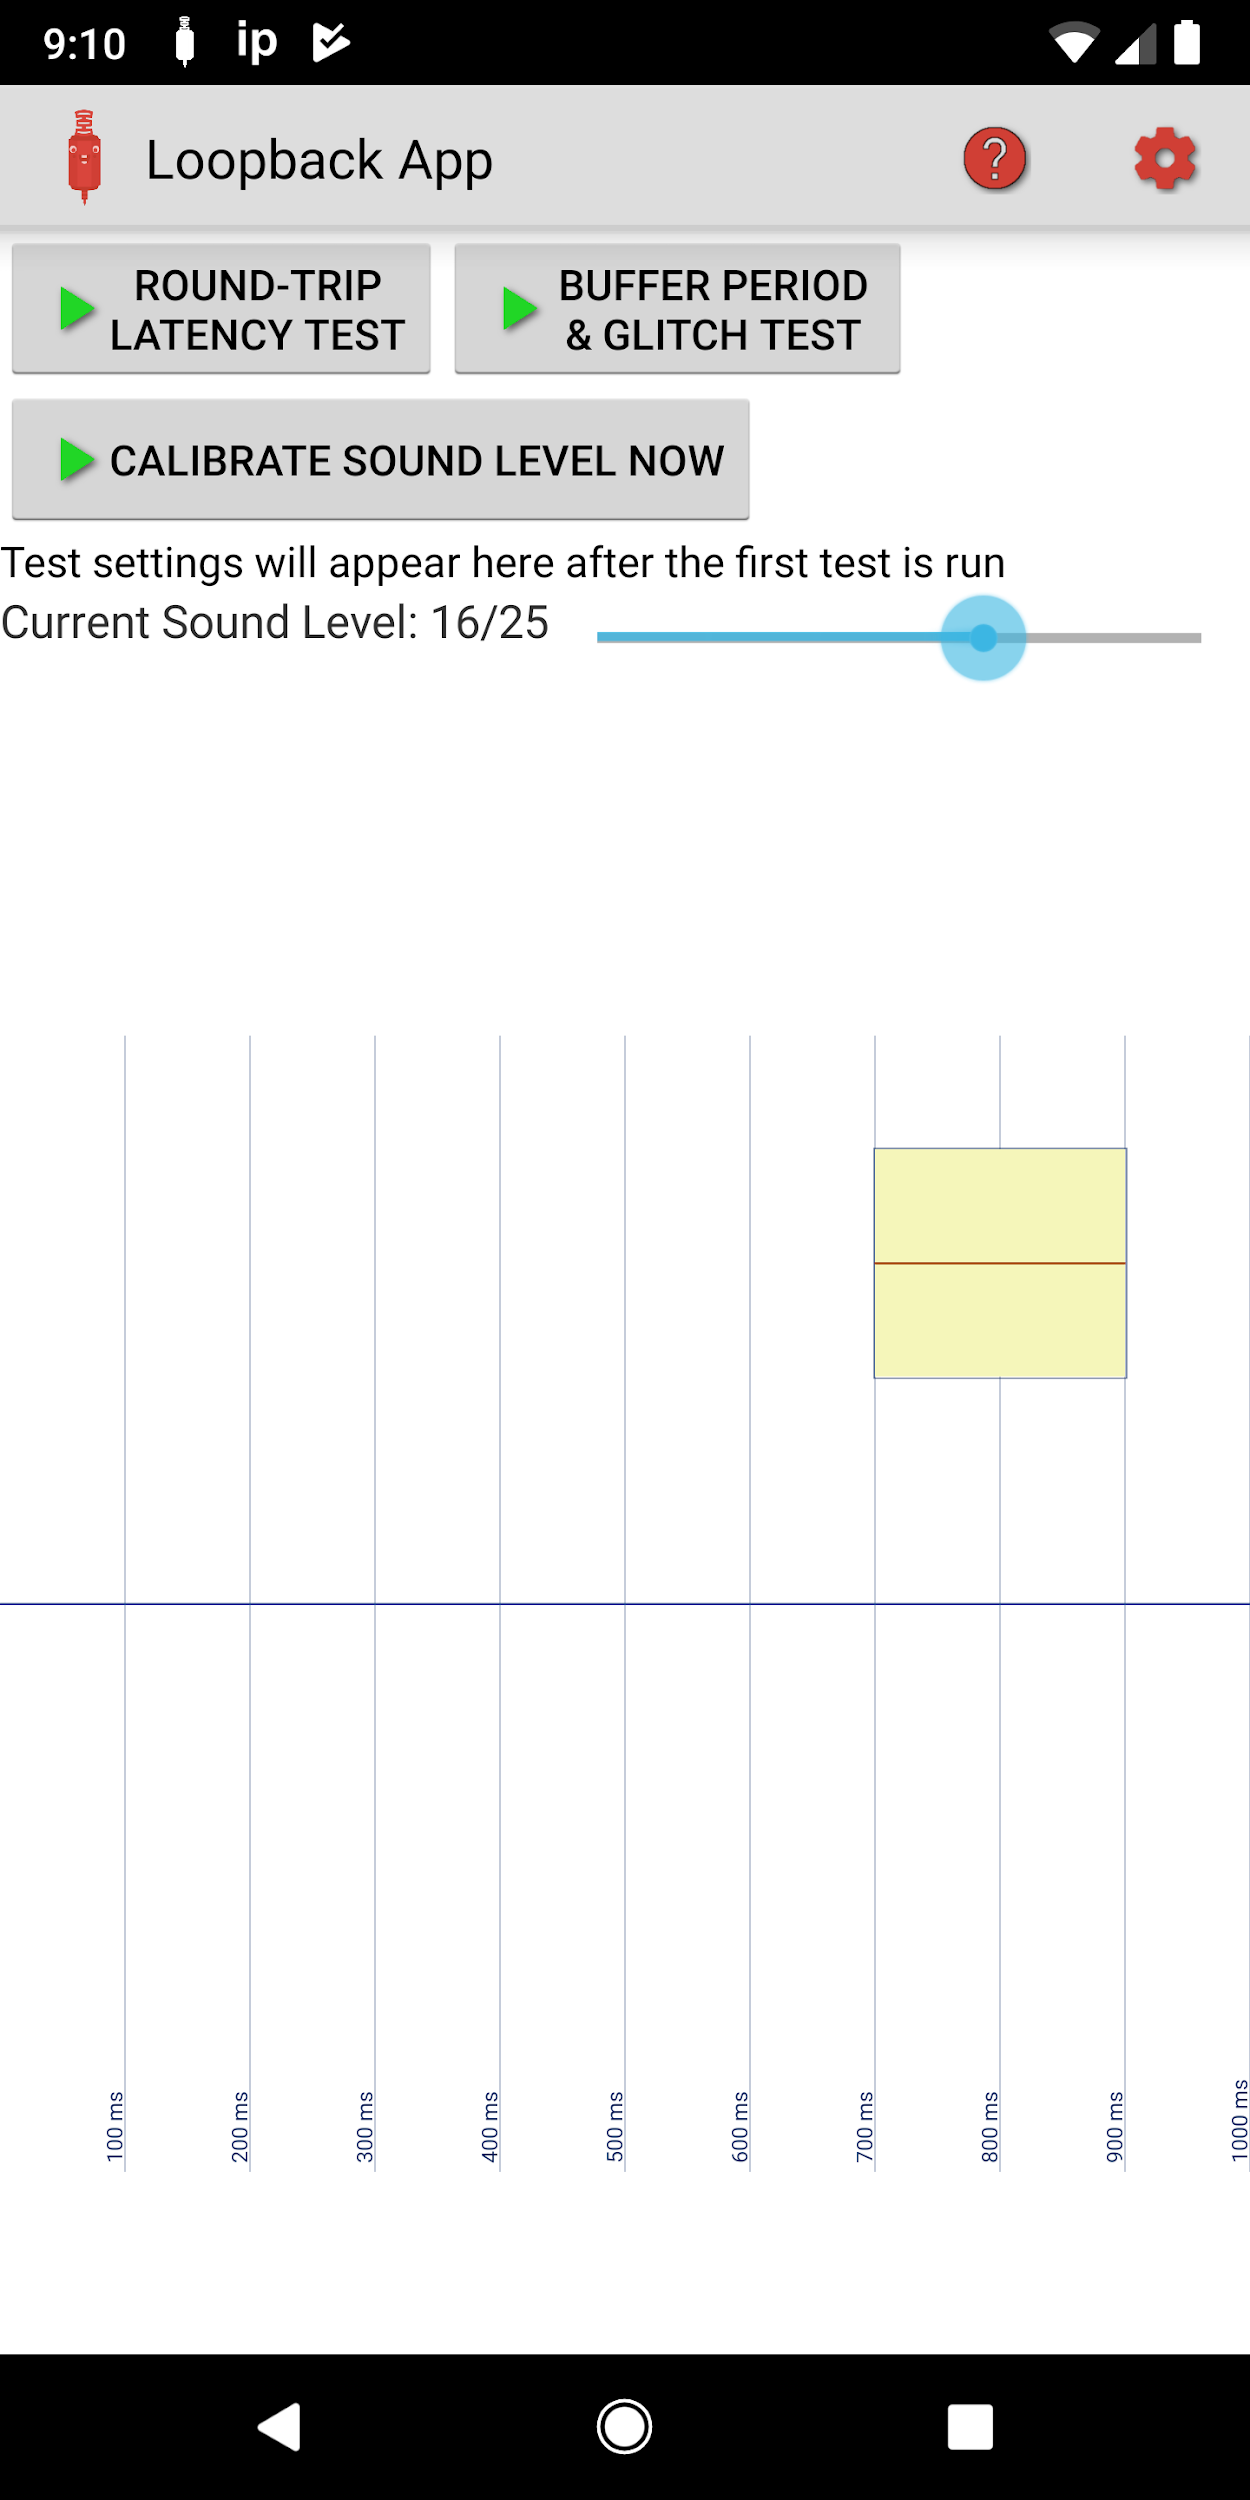 9:10 ip
Loopback App
ROUND-TRIP
LATENCY TEST
BUFFER PERIOD
& GLITCH TEST
CALIBRATE SOUND LEVEL NOW
Test settings will appear here after the first test is run
Current Sound Level: 16/25
100 ms
200 ms
300 ms
400 ms
500 ms
600 ms
700 ms
800 ms
900 ms
1000 ms